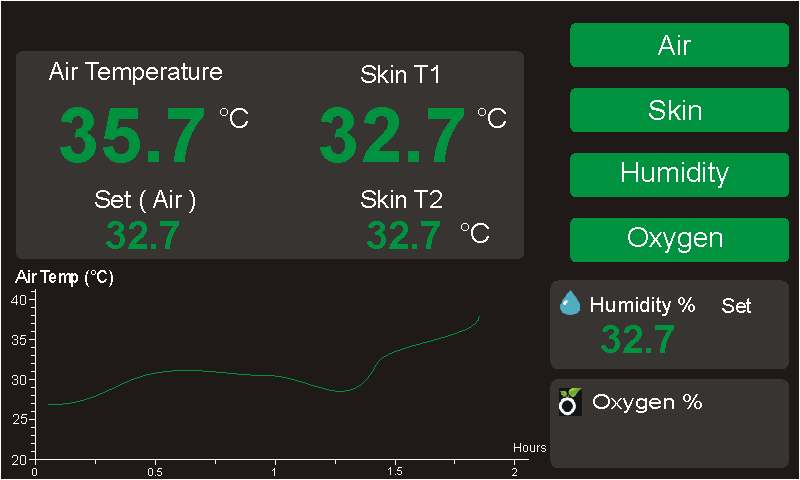 Air Temperature
Skin T1
35.7 °C
32.7 °C
Set ( Air )
Skin T2
32.7
32.7 °C
Air
Skin
Humidity
Oxygen
Air Temp (°C)
40
35
30
25
20
0
0.5
1
1.5
2
Hours
Humidity %
Set
32.7
Oxygen %